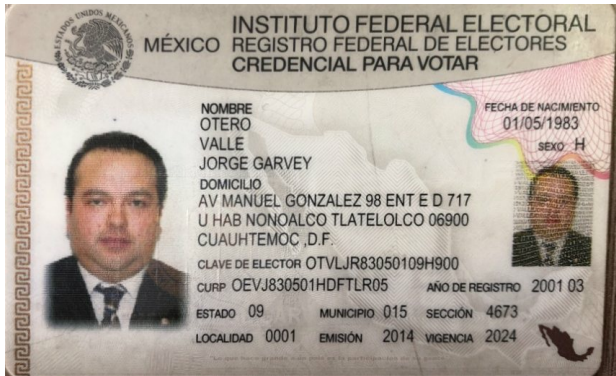 ESTADOS UNIDOS MEXICANOS
MÉXICO
INSTITUTO FEDERAL ELECTORAL
REGISTRO FEDERAL DE ELECTORES
CREDENCIAL PARA VOTAR
NOMBRE
OTERO
VALLE
JORGE GARVEY
FECHA DE NACIMIENTO
01/05/1983
SEXO H
DOMICILIO
AV MANUEL GONZALEZ 98 ENT E D 717
U HAB NONOALCO TLATELOLCO 06900
CUAUHTEMOC ,D.F.
CLAVE DE ELECTOR OTVLJR83050109H900
CURP OEVJ830501HDFTLR05 AÑO DE REGISTRO 2001 03
ESTADO 09 MUNICIPIO 015 SECCIÓN 4673
LOCALIDAD 0001 EMISIÓN 2014 VIGENCIA 2024